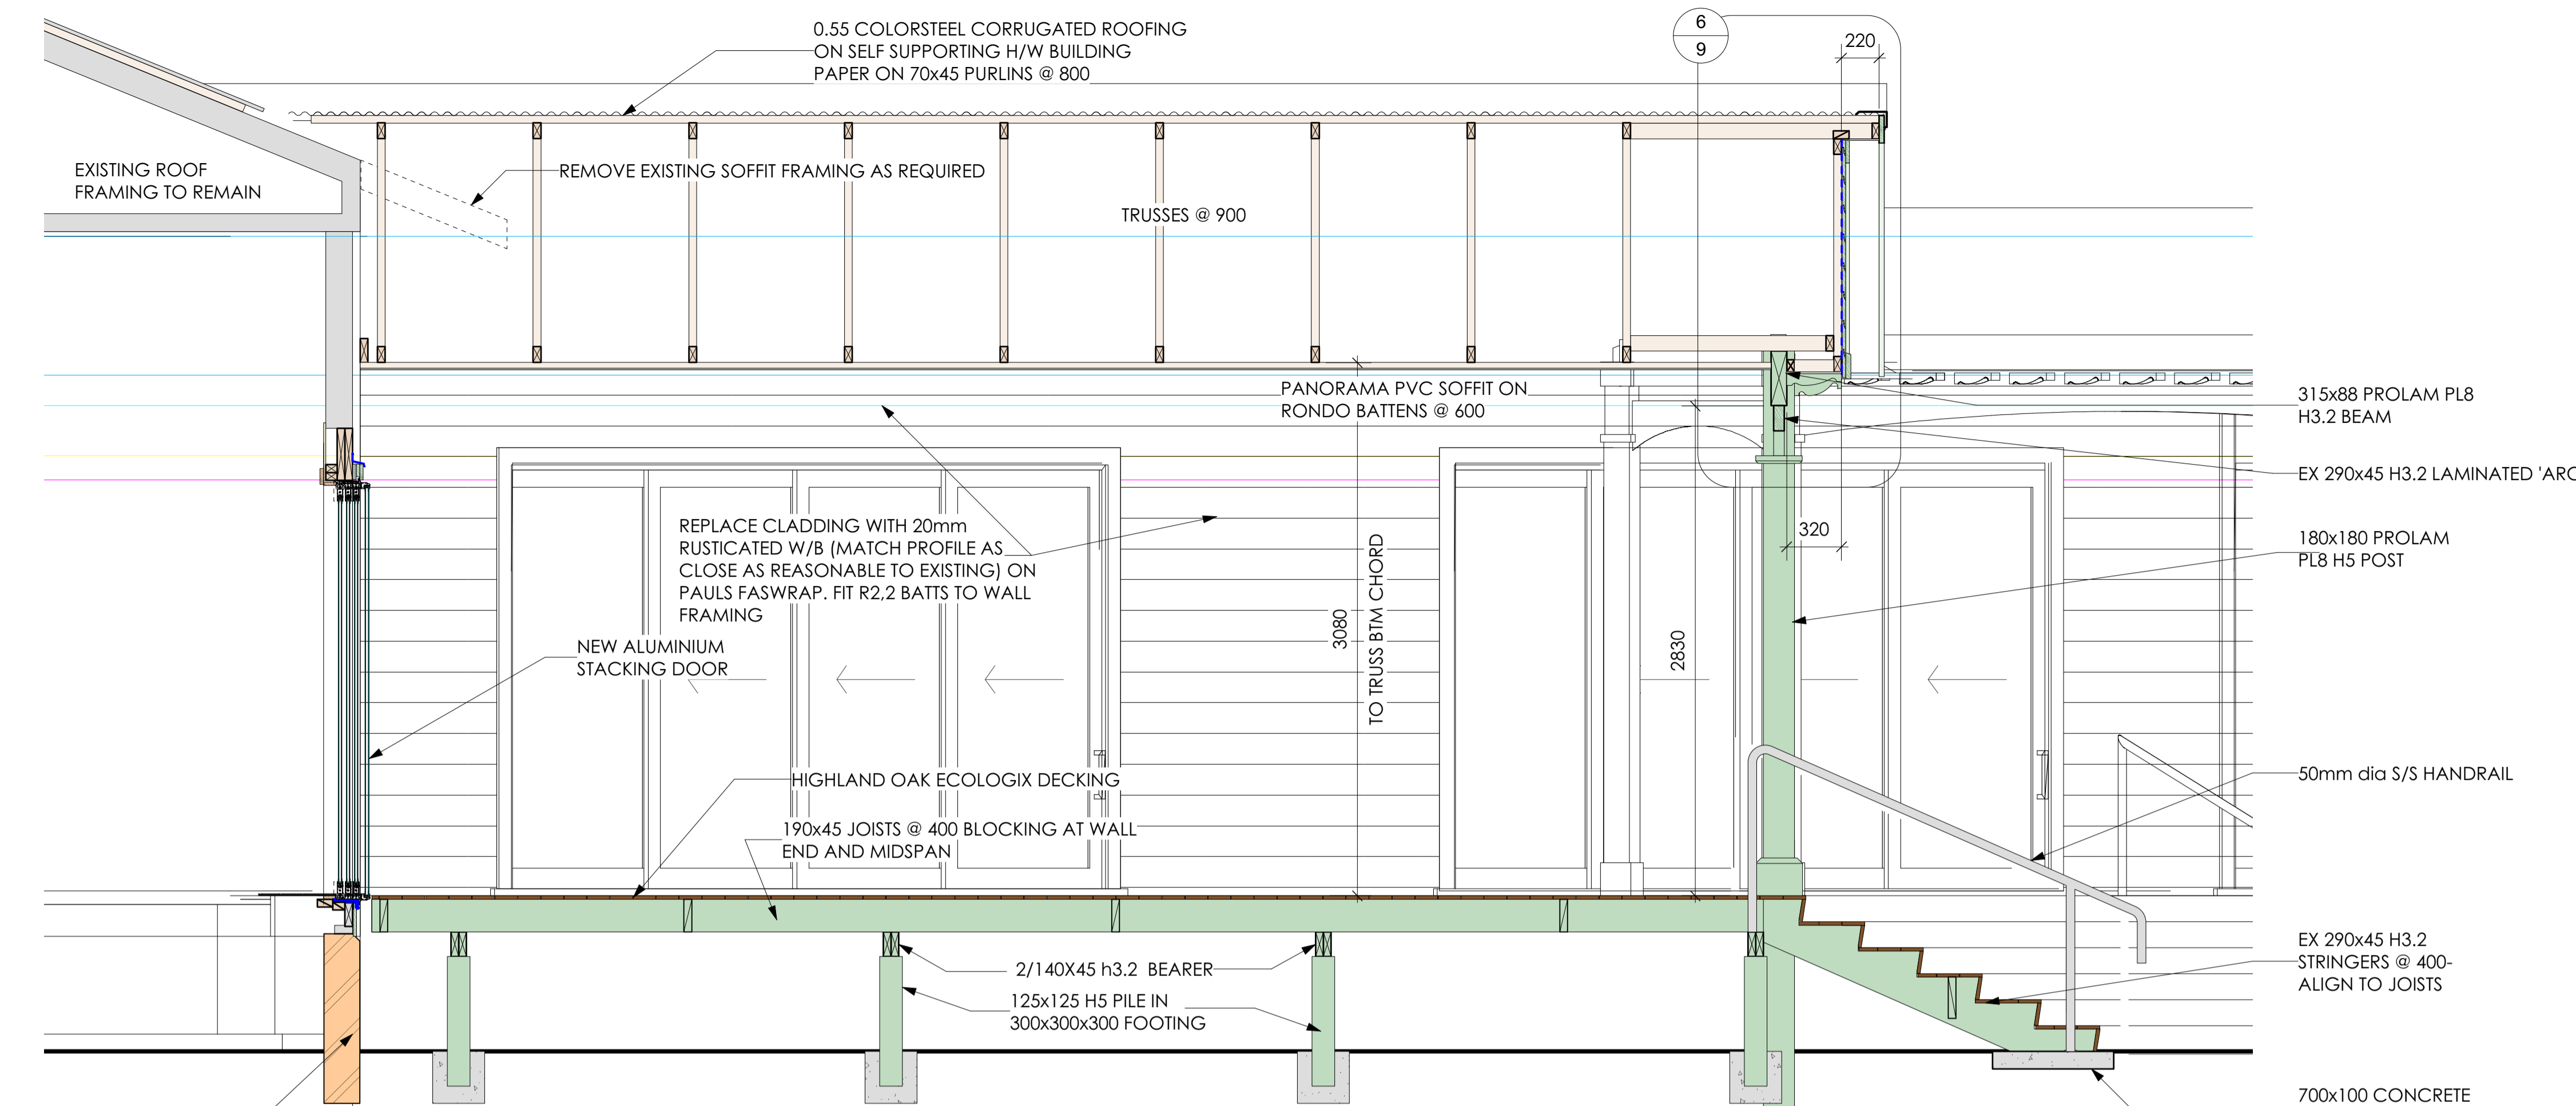 0.55 COLORSTEEL CORRUGATED ROOFING
ON SELF SUPPORTING H/W BUILDING
PAPER ON 70x45 PURLINS @ 800
6
9
220
EXISTING ROOF
FRAMING TO REMAIN
REMOVE EXISTING SOFFIT FRAMING AS REQUIRED
TRUSSES @ 900
PANORAMA PVC SOFFIT ON
RONDO BATTENS @ 600
315x88 PROLAM PL8
H3.2 BEAM
EX 290x45 H3.2 LAMINATED 'ARC
REPLACE CLADDING WITH 20mm
RUSTICATED W/B (MATCH PROFILE AS
CLOSE AS REASONABLE TO EXISTING) ON
PAULS FASWRAP. FIT R2,2 BATTS TO WALL
FRAMING
320
180x180 PROLAM
PL8 H5 POST
3080
TO TRUSS BTM CHORD
2830
NEW ALUMINIUM
STACKING DOOR
HIGHLAND OAK ECOLOGIX DECKING
50mm dia S/S HANDRAIL
190x45 JOISTS @ 400 BLOCKING AT WALL
END AND MIDSPAN
2/140X45 h3.2 BEARER
125x125 H5 PILE IN
300x300x300 FOOTING
EX 290x45 H3.2
STRINGERS @ 400-
ALIGN TO JOISTS
700x100 CONCRETE